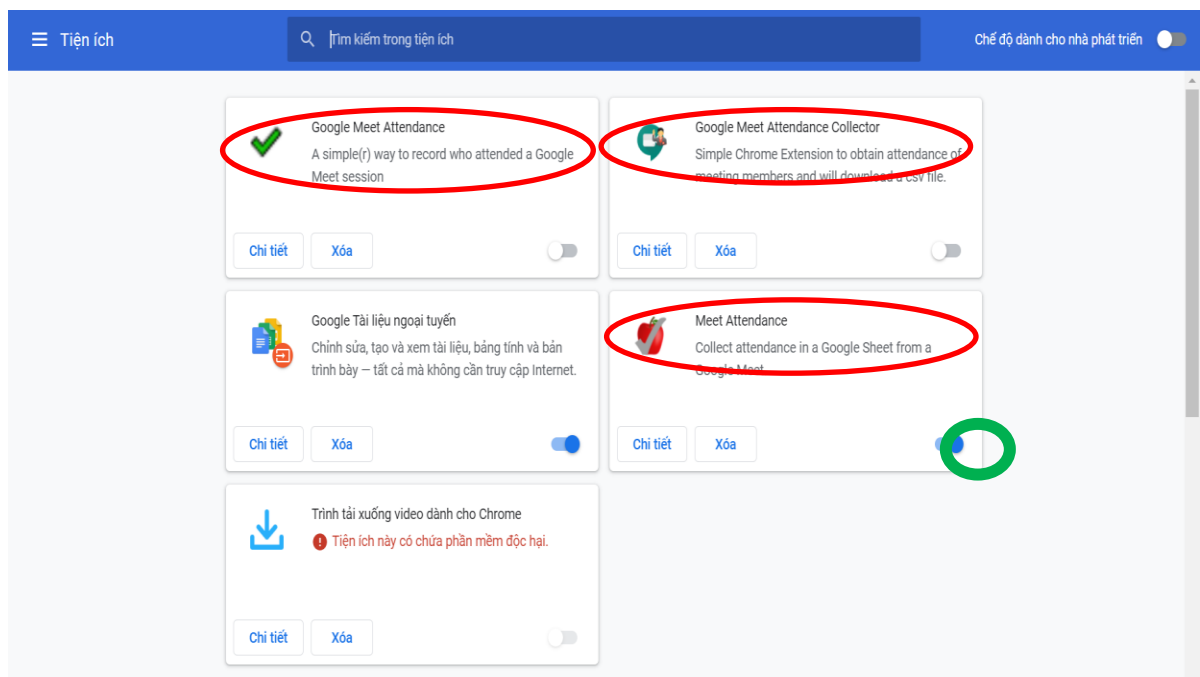 Tiện ích
Tìm kiếm trong tiện ích
Chế độ dành cho nhà phát triển
Google Meet Attendance
A simple(r) way to record who attended a Google
Meet session
Chi tiết
Xóa
Google Meet Attendance Collector
Simple Chrome Extension to obtain attendance of
meeting members and will download a csv file.
Chi tiết
Xóa
Google Tài liệu ngoại tuyến
Chỉnh sửa, tạo và xem tài liệu, bảng tính và bản
trình bày – tất cả mà không cần truy cập Internet.
Chi tiết
Xóa
Meet Attendance
Collect attendance in a Google Sheet from a
Google Meet
Chi tiết
Xóa
Trình tải xuống video dành cho Chrome
Tiện ích này có chứa phần mềm độc hại.
Chi tiết
Xóa